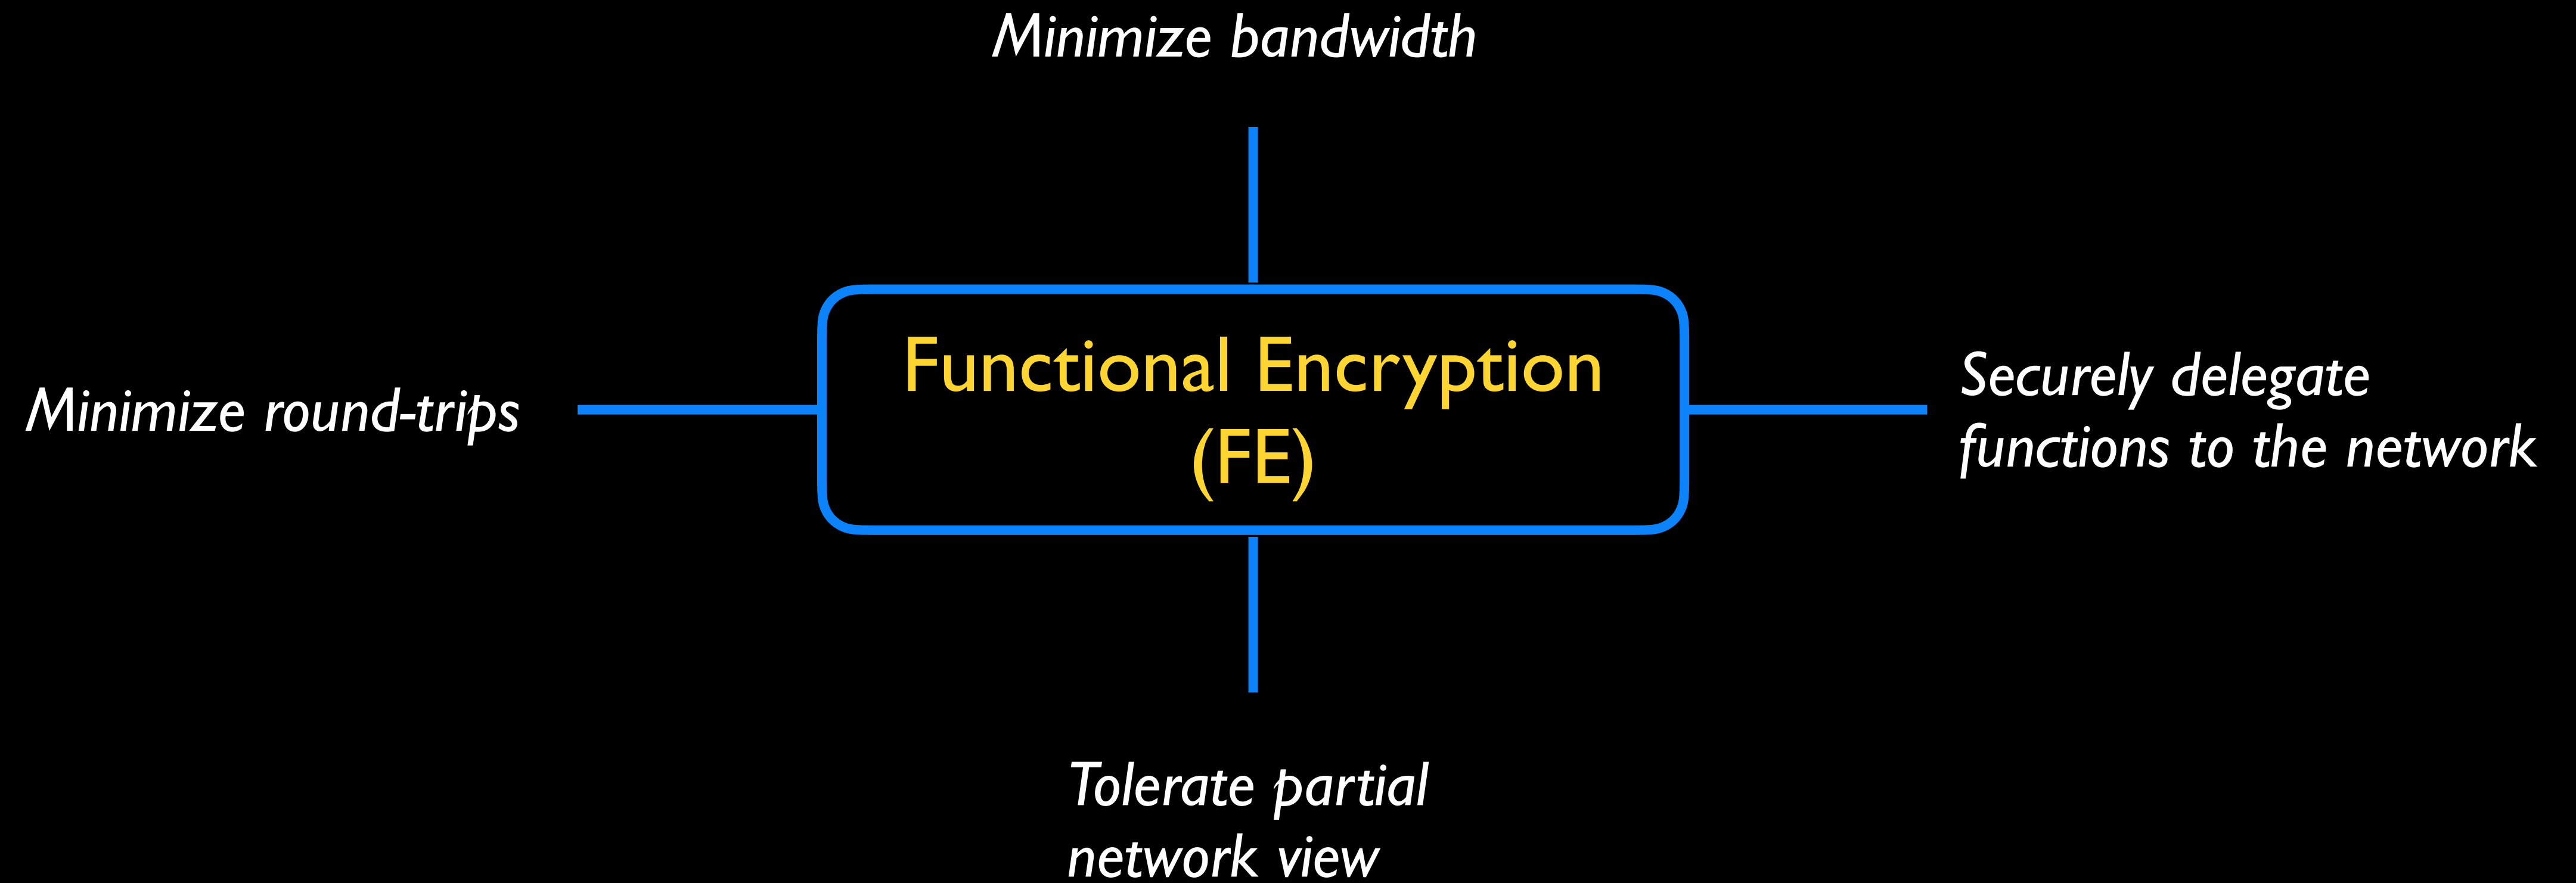 Minimize bandwidth
Functional Encryption
(FE)
Minimize round-trips
Securely delegate
functions to the network
Tolerate partial
network view